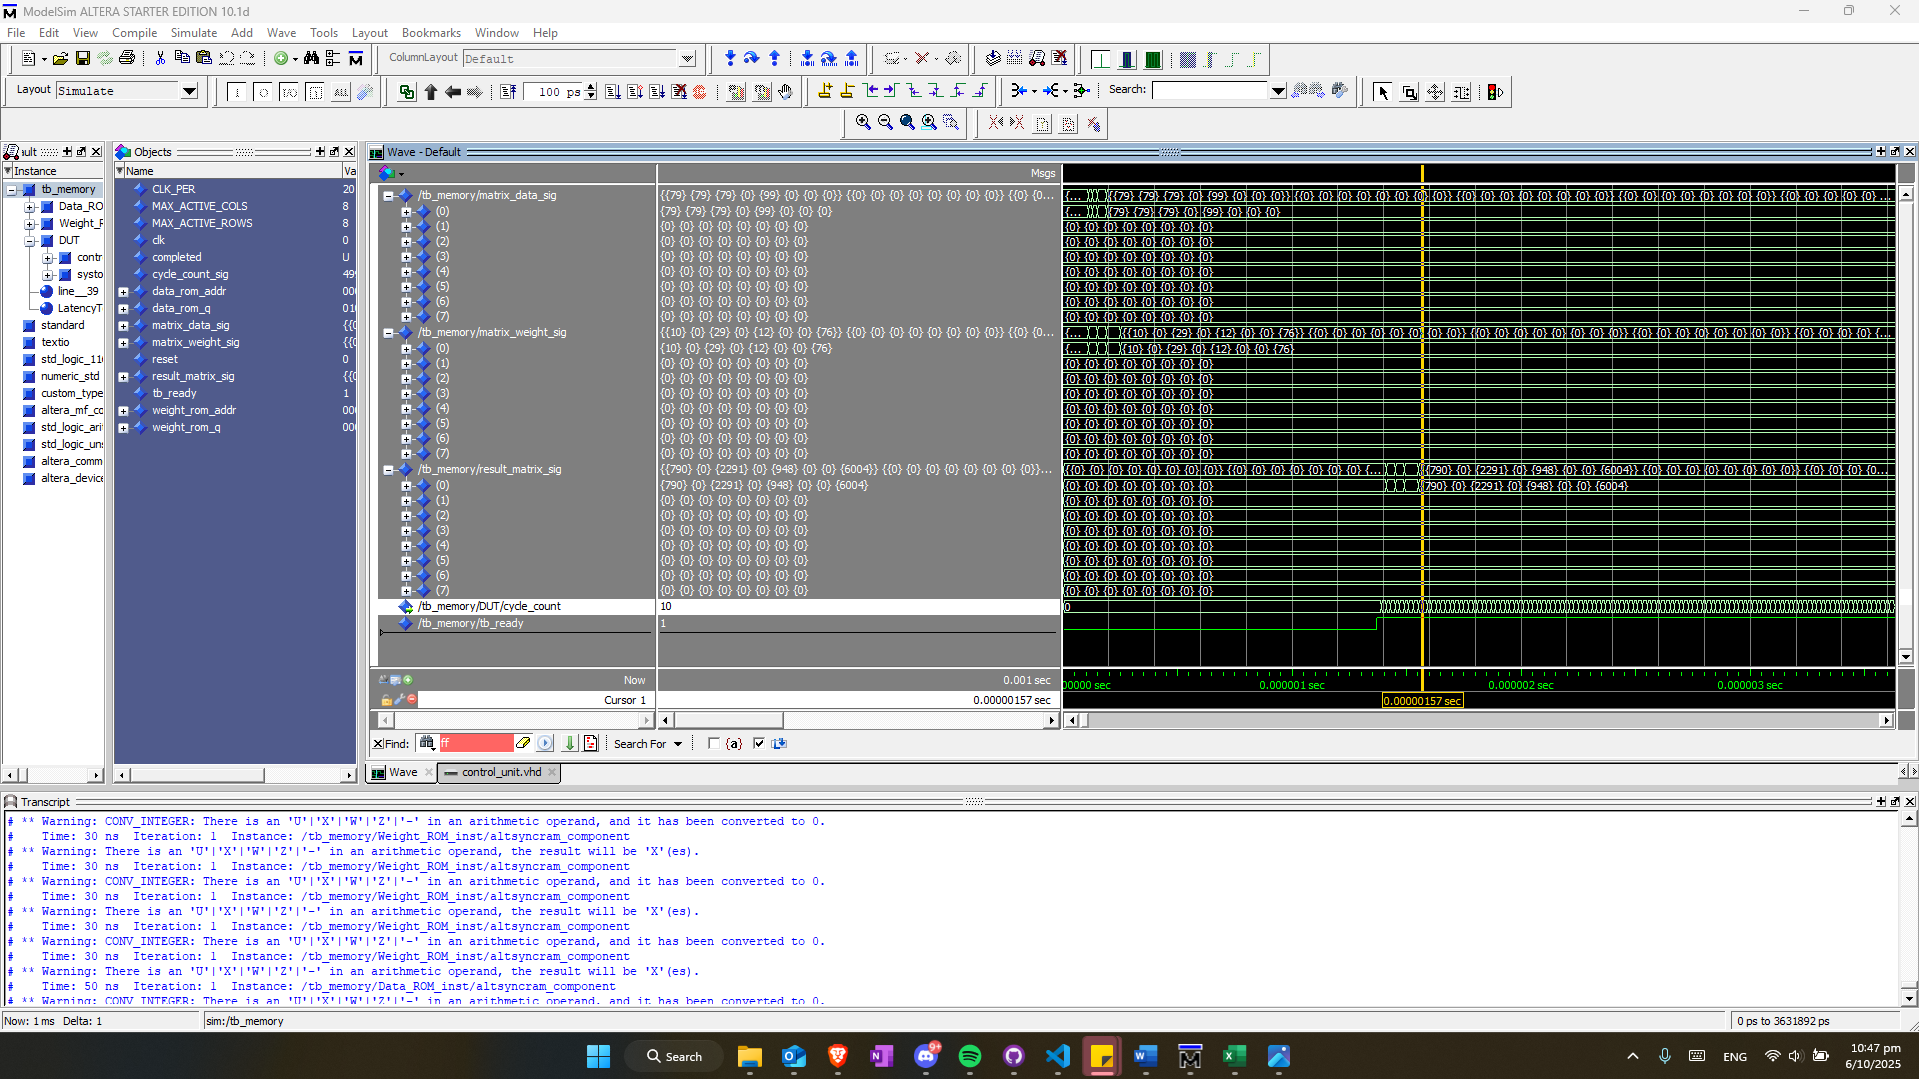 ModelSim ALTERA STARTER EDITION 10.1d
File Edit View Compile Simulate Add Wave Tools Layout Bookmarks Window Help
ColumnLayout Default
Layout Simulate
100 ps
Search:
Instance
tb_memory
Data_RO
Weight_F
DUT
contr
systo
line__39
LatencyT
standard
textio
std_logic_11
numeric_std
custom_type
altera_mf_co
std_logic_ari
std_logic_un
altera_comm
altera_device
Objects
Name
CLK_PER 20
MAX_ACTIVE_COLS 8
MAX_ACTIVE_ROWS 8
clk 0
completed U
cycle_count_sig 499
data_rom_addr 000
data_rom_q 010
matrix_data_sig {{0
matrix_weight_sig {{0
reset 0
result_matrix_sig {{0
tb_ready 1
weight_rom_addr 000
weight_rom_q 000
Wave - Default
Msgs
/tb_memory/matrix_data_sig {{79} {79} {79} {0} {99} {0} {0} {0}} {{0} {0} {0} {0} {0} {0} {0} {0}} {{0} {0...
(0) {79} {79} {79} {0} {99} {0} {0} {0}
(1) {0} {0} {0} {0} {0} {0} {0} {0}
(2) {0} {0} {0} {0} {0} {0} {0} {0}
(3) {0} {0} {0} {0} {0} {0} {0} {0}
(4) {0} {0} {0} {0} {0} {0} {0} {0}
(5) {0} {0} {0} {0} {0} {0} {0} {0}
(6) {0} {0} {0} {0} {0} {0} {0} {0}
(7) {0} {0} {0} {0} {0} {0} {0} {0}
/tb_memory/matrix_weight_sig {{10} {0} {29} {0} {12} {0} {0} {76}} {{0} {0} {0} {0} {0} {0} {0} {0}} {{0} {0...
(0) {10} {0} {29} {0} {12} {0} {0} {76}
(1) {0} {0} {0} {0} {0} {0} {0} {0}
(2) {0} {0} {0} {0} {0} {0} {0} {0}
(3) {0} {0} {0} {0} {0} {0} {0} {0}
(4) {0} {0} {0} {0} {0} {0} {0} {0}
(5) {0} {0} {0} {0} {0} {0} {0} {0}
(6) {0} {0} {0} {0} {0} {0} {0} {0}
(7) {0} {0} {0} {0} {0} {0} {0} {0}
/tb_memory/result_matrix_sig {{790} {0} {2291} {0} {948} {0} {0} {6004}} {{0} {0} {0} {0} {0} {0} {0} {0}}...
(0) {790} {0} {2291} {0} {948} {0} {0} {6004}
(1) {0} {0} {0} {0} {0} {0} {0} {0}
(2) {0} {0} {0} {0} {0} {0} {0} {0}
(3) {0} {0} {0} {0} {0} {0} {0} {0}
(4) {0} {0} {0} {0} {0} {0} {0} {0}
(5) {0} {0} {0} {0} {0} {0} {0} {0}
(6) {0} {0} {0} {0} {0} {0} {0} {0}
(7) {0} {0} {0} {0} {0} {0} {0} {0}
/tb_memory/DUT/cycle_count 10
/tb_memory/tb_ready 1
Now 0.001 sec
Cursor 1 0.00000157 sec
00000 sec 0.000001 sec 0.000002 sec 0.000003 sec
0.00000157 sec
Find: ff Search For
Wave control_unit.vhd
Transcript
# ** Warning: CONV_INTEGER: There is an 'U'|'X'|'W'|'Z'|'-' in an arithmetic operand, and it has been converted to 0.
# Time: 30 ns Iteration: 1 Instance: /tb_memory/Weight_ROM_inst/altsyncram_component
# ** Warning: There is an 'U'|'X'|'W'|'Z'|'-' in an arithmetic operand, the result will be 'X'(es).
# Time: 30 ns Iteration: 1 Instance: /tb_memory/Weight_ROM_inst/altsyncram_component
# ** Warning: CONV_INTEGER: There is an 'U'|'X'|'W'|'Z'|'-' in an arithmetic operand, and it has been converted to 0.
# Time: 30 ns Iteration: 1 Instance: /tb_memory/Weight_ROM_inst/altsyncram_component
# ** Warning: There is an 'U'|'X'|'W'|'Z'|'-' in an arithmetic operand, the result will be 'X'(es).
# Time: 30 ns Iteration: 1 Instance: /tb_memory/Weight_ROM_inst/altsyncram_component
# ** Warning: CONV_INTEGER: There is an 'U'|'X'|'W'|'Z'|'-' in an arithmetic operand, and it has been converted to 0.
# Time: 30 ns Iteration: 1 Instance: /tb_memory/Weight_ROM_inst/altsyncram_component
# ** Warning: There is an 'U'|'X'|'W'|'Z'|'-' in an arithmetic operand, the result will be 'X'(es).
# Time: 50 ns Iteration: 1 Instance: /tb_memory/Data_ROM_inst/altsyncram_component
# ** Warning: CONV_INTEGER: There is an 'U'|'X'|'W'|'Z'|'-' in an arithmetic operand, and it has been converted to 0.
Now: 1 ms Delta: 1 sim:/tb_memory 0 ps to 3631892 ps
Search
ENG
10:47 pm
6/10/2025